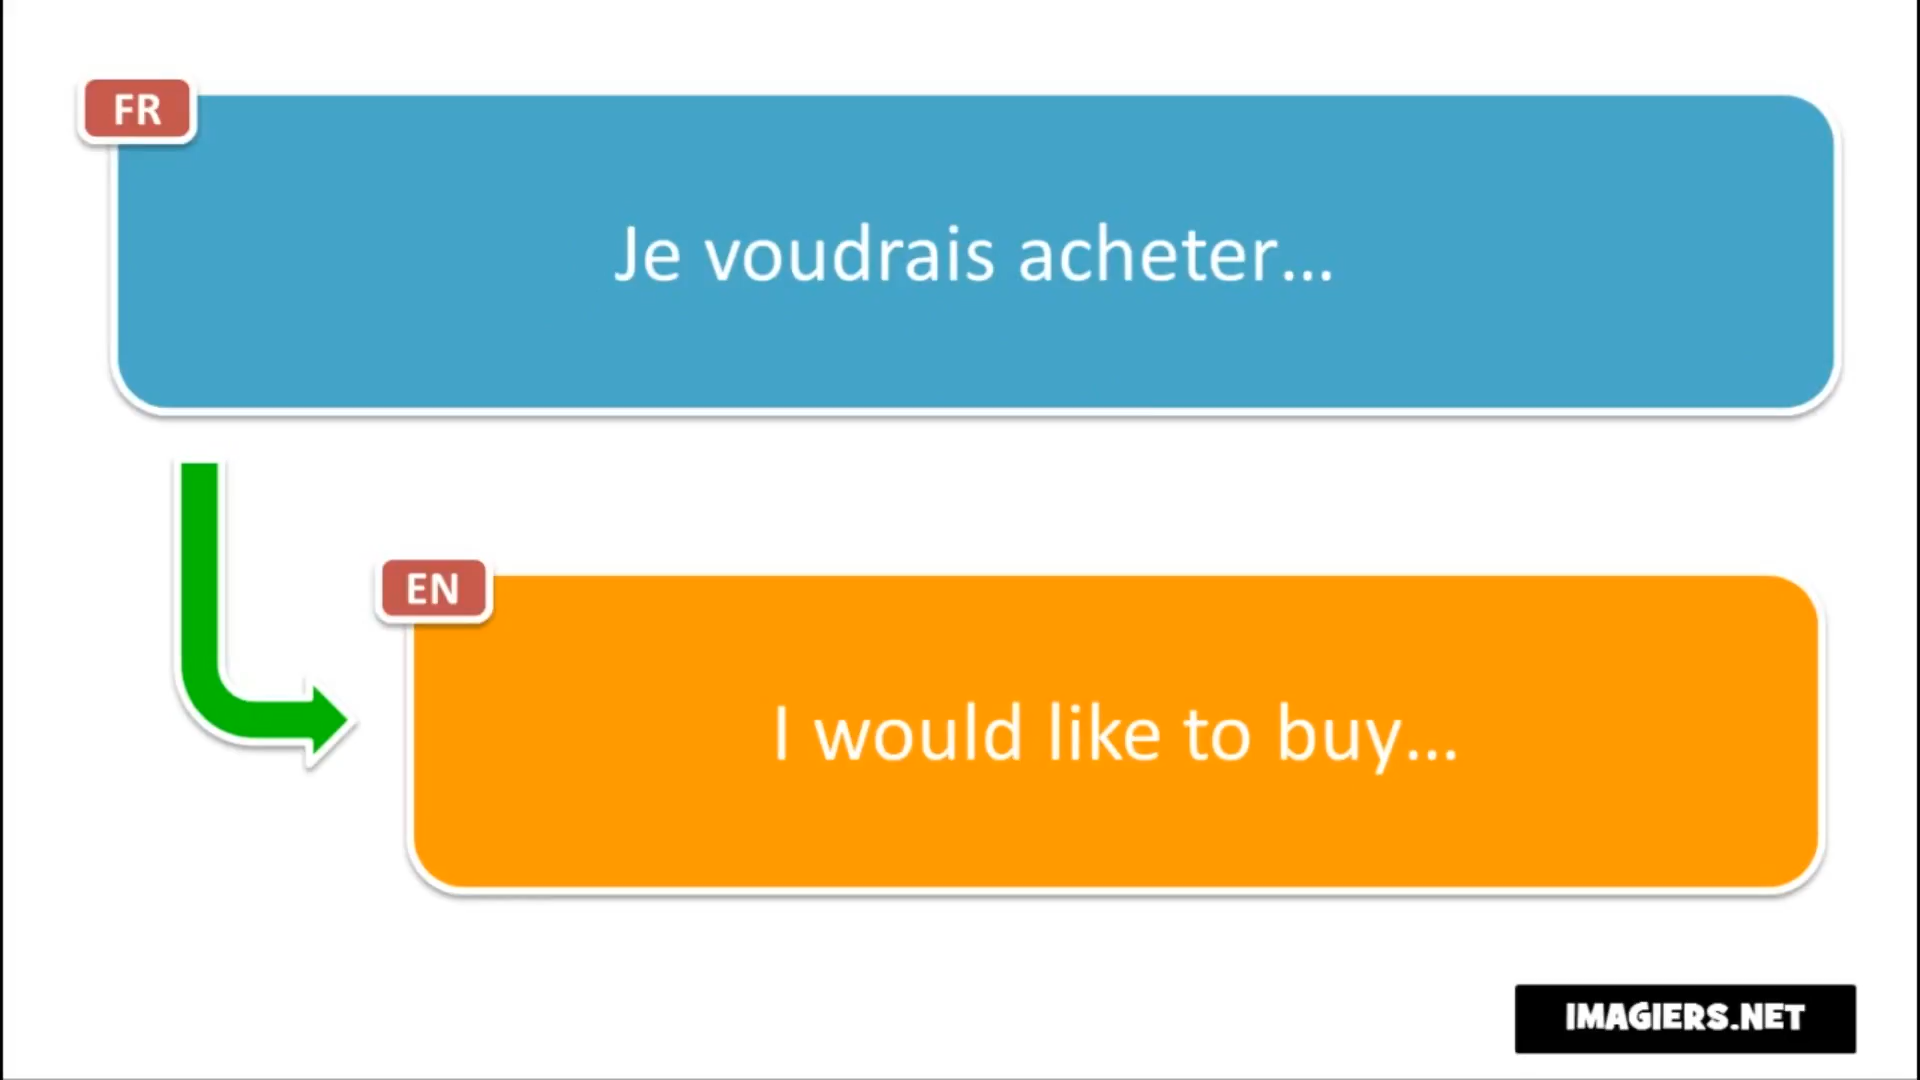 FR
Je voudrais acheter...
EN
I would like to buy...
IMAGIERS.NET